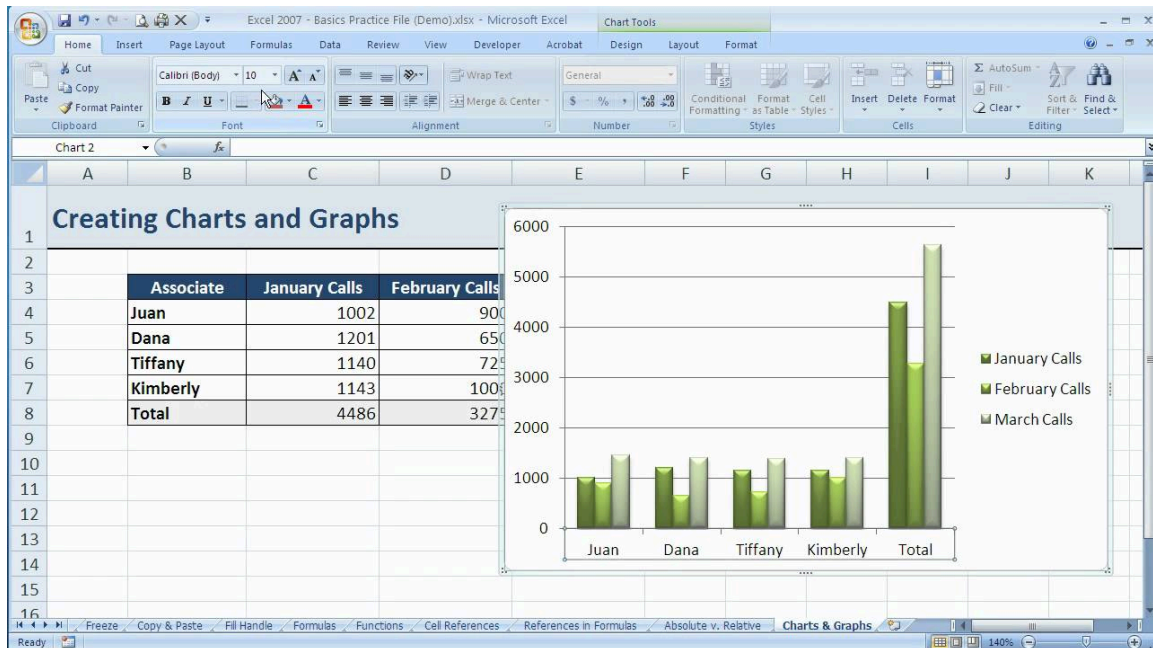 Excel 2007 - Basics Practice File (Demo).xlsx - Microsoft Excel
Chart Tools
Home Insert Page Layout Formulas Data Review View Developer Acrobat Design Layout Format
Paste
Cut
Copy
Format Painter
Clipboard
Calibri (Body) 10
B I U A
Font
Wrap Text
Merge & Center
Alignment
General
$ % ,
Number
Conditional Formatting
Format as Table
Cell Styles
Styles
Insert Delete Format
Cells
AutoSum
Fill
Clear
Sort & Filter
Find & Select
Editing
Chart 2 fx
A B C D E F G H I J K
1 Creating Charts and Graphs
2
3 Associate January Calls February Calls
4 Juan 1002 900
5 Dana 1201 650
6 Tiffany 1140 725
7 Kimberly 1143 1000
8 Total 4486 3275
9
10
11
12
13
14
15
16
6000
5000
4000
3000
2000
1000
0
Juan Dana Tiffany Kimberly Total
January Calls
February Calls
March Calls
Freeze Copy & Paste Fill Handle Formulas Functions Cell References References in Formulas Absolute v. Relative Charts & Graphs
Ready 140%